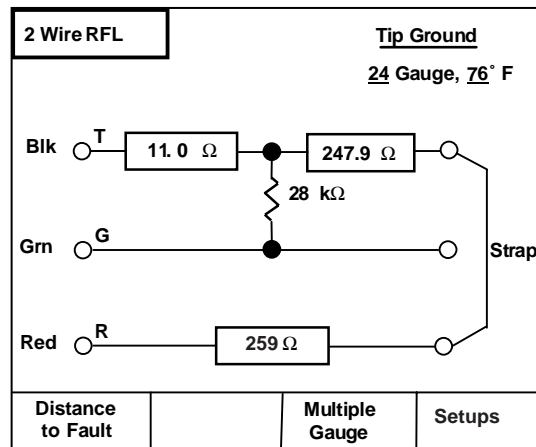 2 Wire RFL
Tip Ground
24 Gauge, 76° F
Blk T 11.0 Ω 247.9 Ω
28 kΩ
Grn G
Strap
Red R 259 Ω
Distance to Fault
Multiple Gauge
Setups